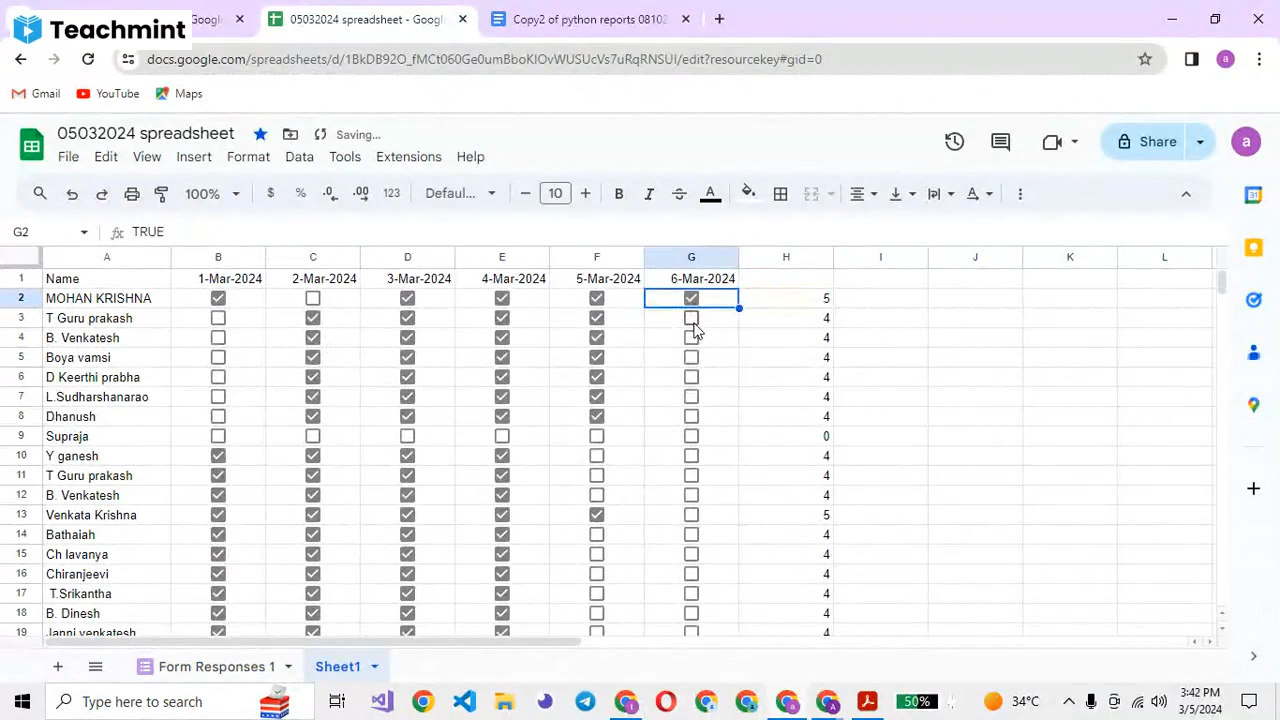 Teachmint
Google
05032024 spreadsheet - Google
Copy2 of python reports 08102
docs.google.com/spreadsheets/d/
/edit?resourcekey#gid=0
Gmail YouTube Maps
05032024 spreadsheet Saving...
File Edit View Insert Format Data Tools Extensions Help
Share a
100% $ % .0 .00 123 Defaul... 10 B I A
G2 fx TRUE
A B C D E F G H I J K L
1 Name 1-Mar-2024 2-Mar-2024 3-Mar-2024 4-Mar-2024 5-Mar-2024 6-Mar-2024
2 MOHAN KRISHNA 5
3 T Guru prakash 4
4 B. Venkatesh 4
5 Boya vamsi 4
6 D Keerthi prabha 4
7 L.Sudharshanarao 4
8 Dhanush 4
9 Supraja 0
10 Y ganesh 4
11 T Guru prakash 4
12 B. Venkatesh 4
13 Venkata Krishna 5
14 Bathaiah 4
15 Ch lavanya 4
16 Chiranjeevi 4
17 T.Srikantha 4
18 B. Dinesh 4
19 Janni venkatesh 4
Form Responses 1 Sheet1
Type here to search
50% 34°C
3:42 PM
3/5/2024